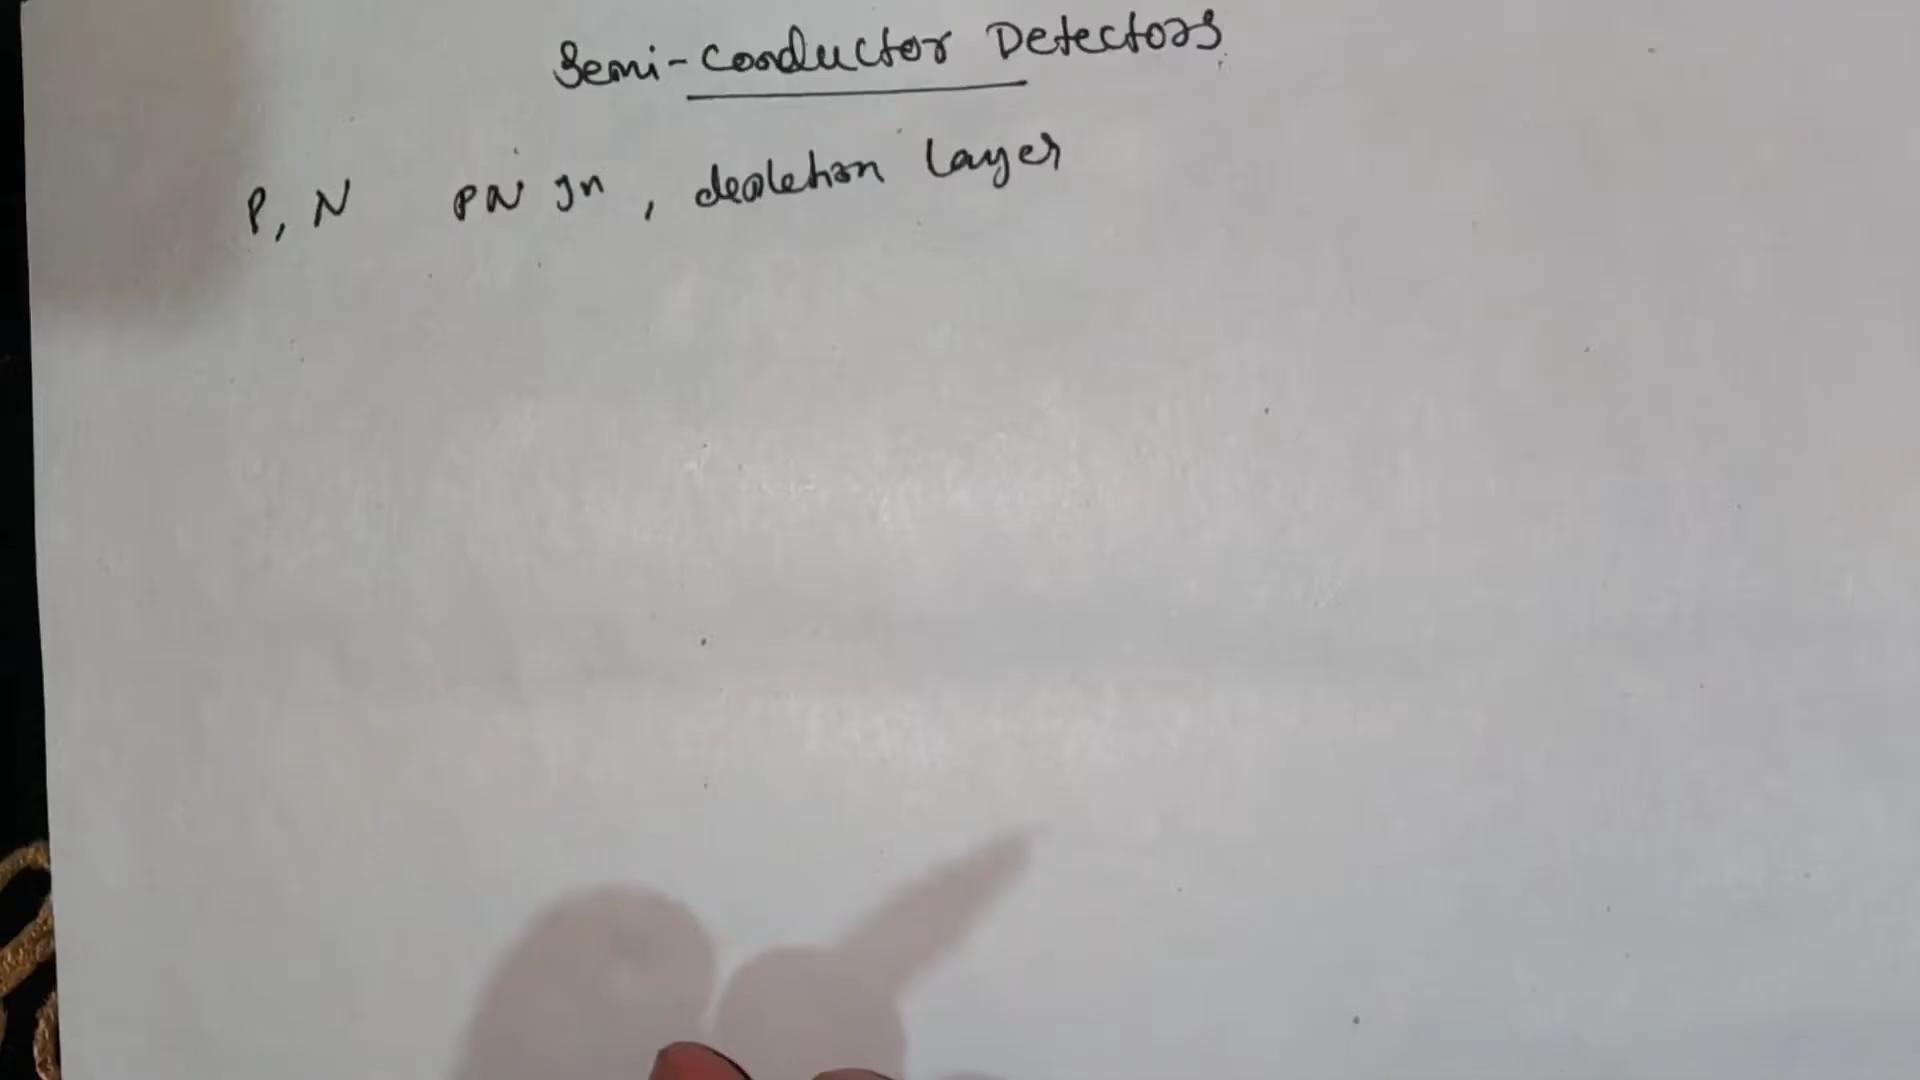 Semi-Conductor Detectors
P, N PN Jn, depletion layer